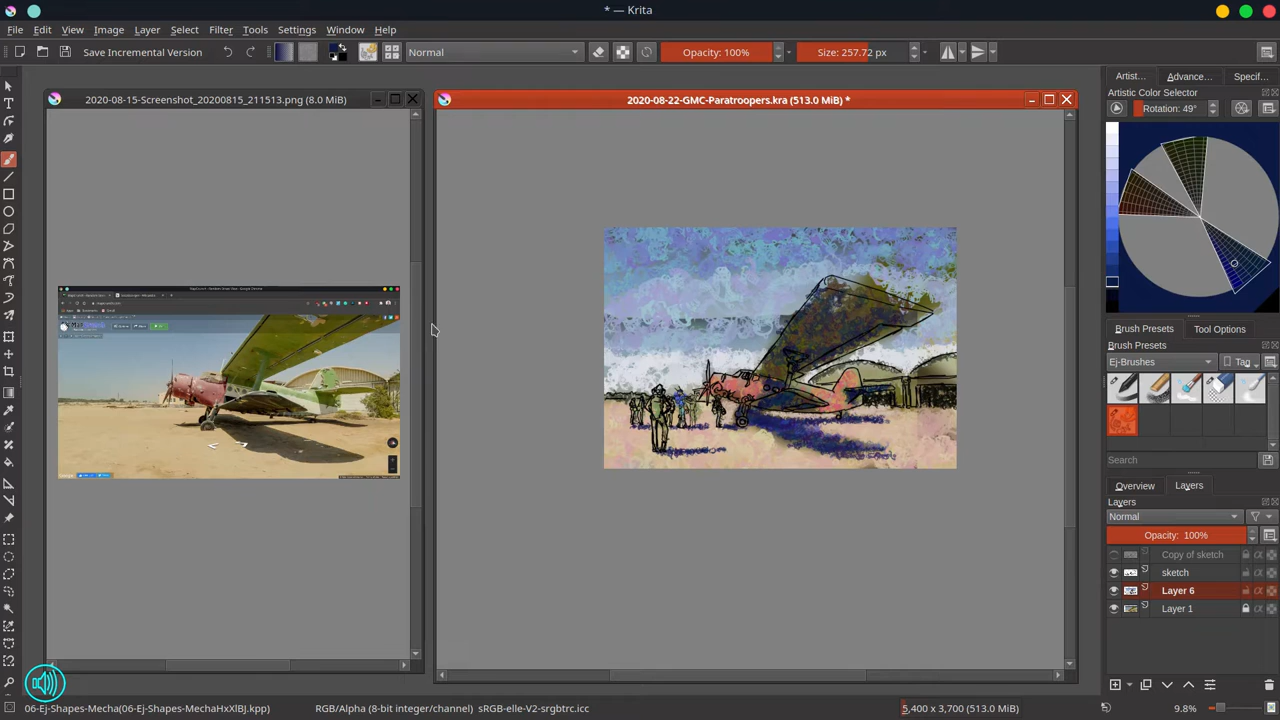 * — Krita
File Edit View Image Layer Select Filter Tools Settings Window Help
Save Incremental Version Normal Opacity: 100% Size: 257.72 px
2020-08-15-Screenshot_20200815_211513.png (8.0 MiB)
2020-08-22-GMC-Paratroopers.kra (513.0 MiB) *
Artist... Advance... Specif...
Artistic Color Selector
Rotation: 49°
Brush Presets Tool Options
Brush Presets
Ej-Brushes Tag
Search
Overview Layers
Layers
Normal
Opacity: 100%
Copy of sketch
sketch
Layer 6
Layer 1
06-Ej-Shapes-Mecha(06-Ej-Shapes-MechaHxXlBJ.kpp) RGB/Alpha (8-bit integer/channel) sRGB-elle-V2-srgbtrc.icc 5,400 x 3,700 (513.0 MiB) 9.8%